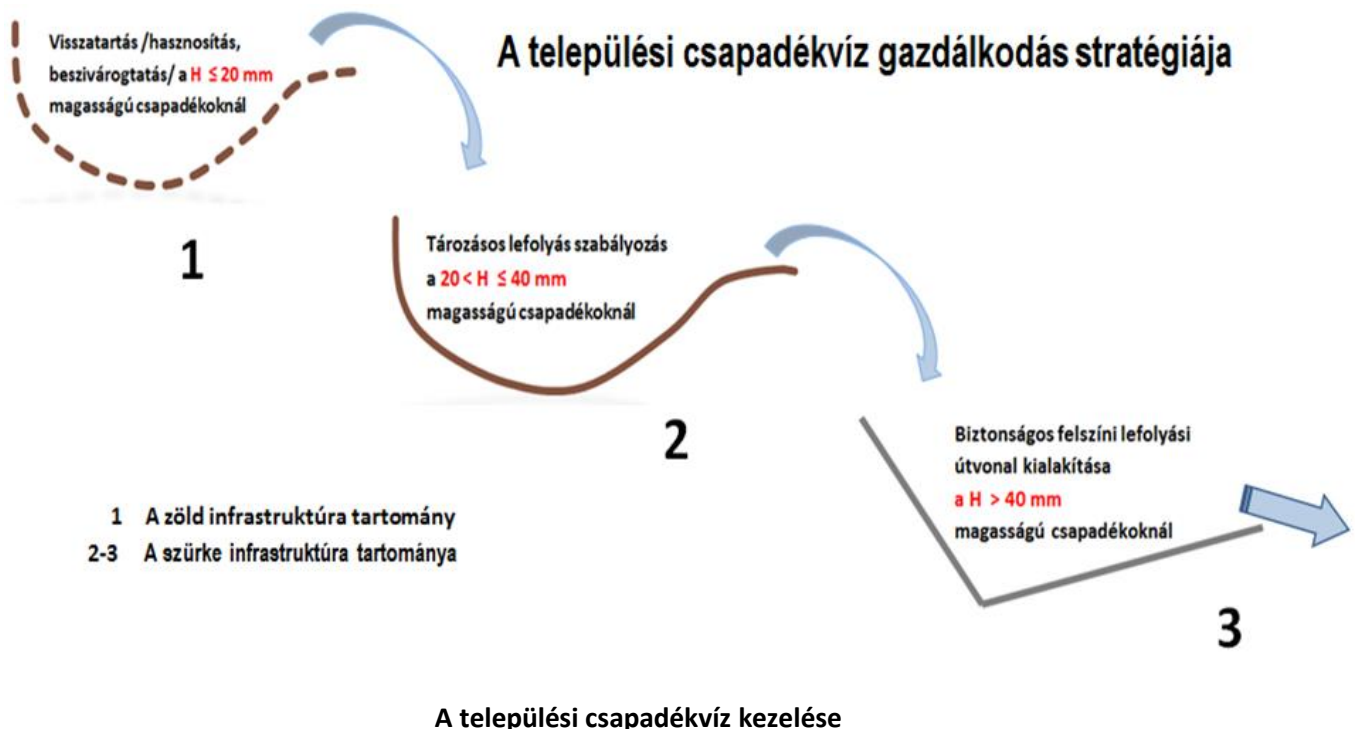 A települési csapadékvíz gazdálkodás stratégiája
Visszatartás /hasznosítás,
beszivárogtatás/ a H ≤ 20 mm
magasságú csapadékoknál
1
Tározásos lefolyás szabályozás
a 20 < H ≤ 40 mm
magasságú csapadékoknál
2
Biztonságos felszíni lefolyási
útvonal kialakítása
a H > 40 mm
magasságú csapadékoknál
3
1 A zöld infrastruktúra tartomány
2-3 A szürke infrastruktúra tartománya
A települési csapadékvíz kezelése